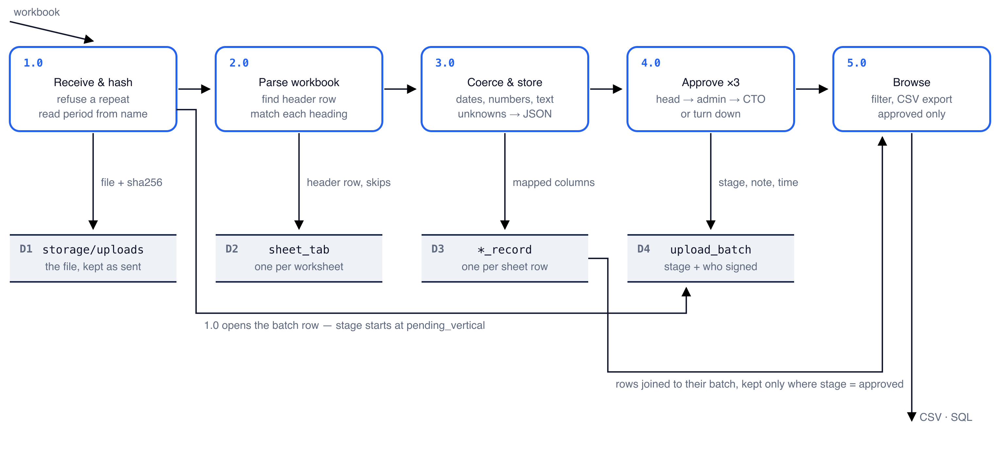 workbook
1.0
Receive & hash
refuse a repeat
read period from name
2.0
Parse workbook
find header row
match each heading
3.0
Coerce & store
dates, numbers, text
unknowns → JSON
4.0
Approve ×3
head → admin → CTO
or turn down
5.0
Browse
filter, CSV export
approved only
file + sha256
header row, skips
mapped columns
stage, note, time
D1 storage/uploads
the file, kept as sent
D2 sheet_tab
one per worksheet
D3 *_record
one per sheet row
D4 upload_batch
stage + who signed
1.0 opens the batch row — stage starts at pending_vertical
rows joined to their batch, kept only where stage = approved
CSV · SQL